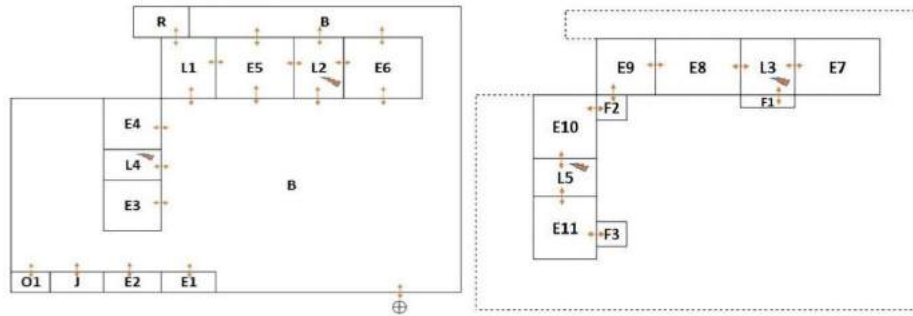 R B
L1 E5 L2 E6
E4
L4
E3
B
O1 J E2 E1
E9 E8 L3 E7
F1
E10 F2
L5
E11 F3